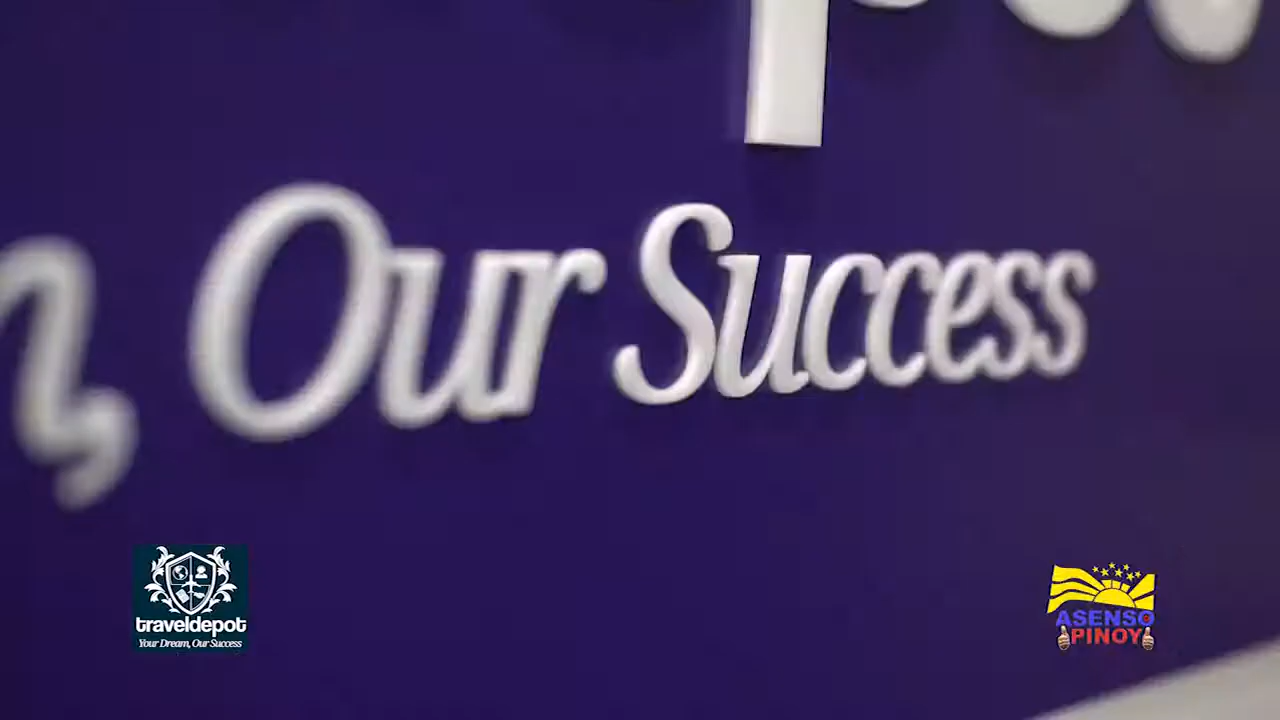 Our Success
traveldepot
Your Dream, Our Success
ASENSO
PINOY